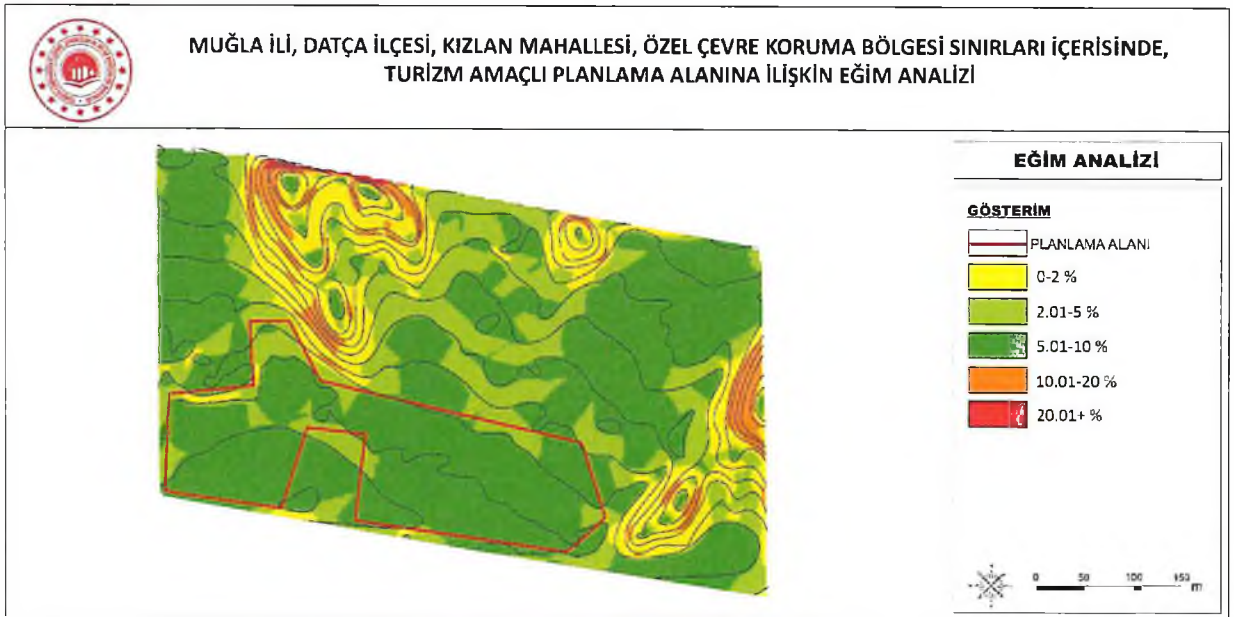 MUĞLA İLİ, DATÇA İLÇESİ, KIZLAN MAHALLESİ, ÖZEL ÇEVRE KORUMA BÖLGESİ SINIRLARI İÇERİSİNDE,
TURİZM AMAÇLI PLANLAMA ALANINA İLİŞKİN EĞİM ANALİZİ
EĞİM ANALİZİ
GÖSTERİM
PLANLAMA ALANI
0-2 %
2.01-5 %
5.01-10 %
10.01-20 %
20.01+ %
0 50 100 150
m